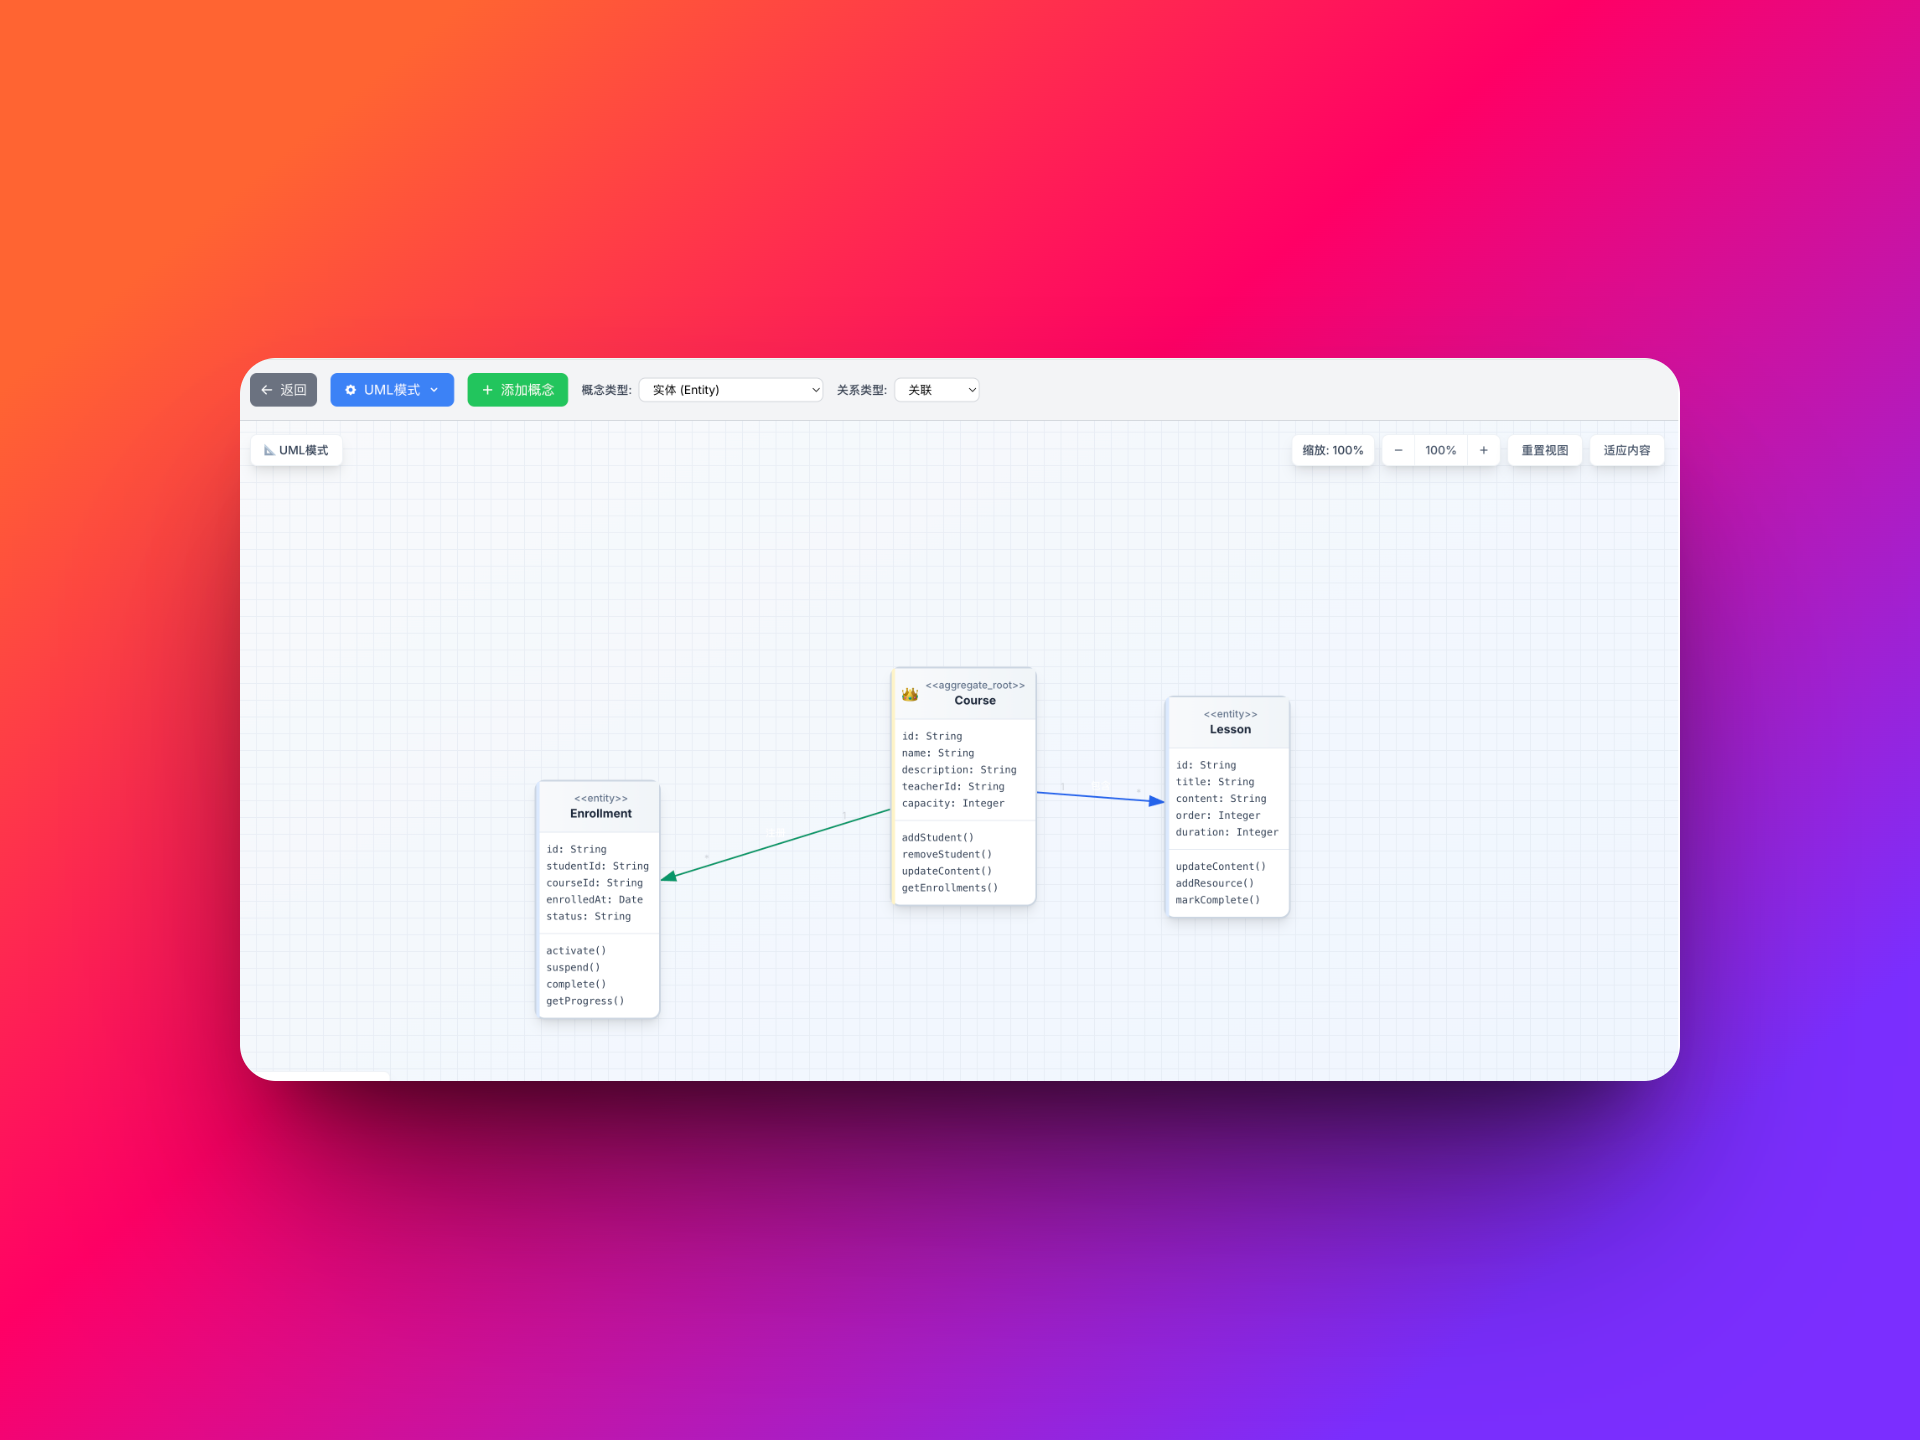 返回
UML模式
添加概念
概念类型:
实体 (Entity)
关系类型:
关联
📐 UML模式
缩放: 100%
− 100% +
重置视图
适应内容
<<entity>>
Enrollment
id: String
studentId: String
courseId: String
enrolledAt: Date
status: String
activate()
suspend()
complete()
getProgress()
<<aggregate_root>>
Course
id: String
name: String
description: String
teacherId: String
capacity: Integer
addStudent()
removeStudent()
updateContent()
getEnrollments()
<<entity>>
Lesson
id: String
title: String
content: String
order: Integer
duration: Integer
updateContent()
addResource()
markComplete()